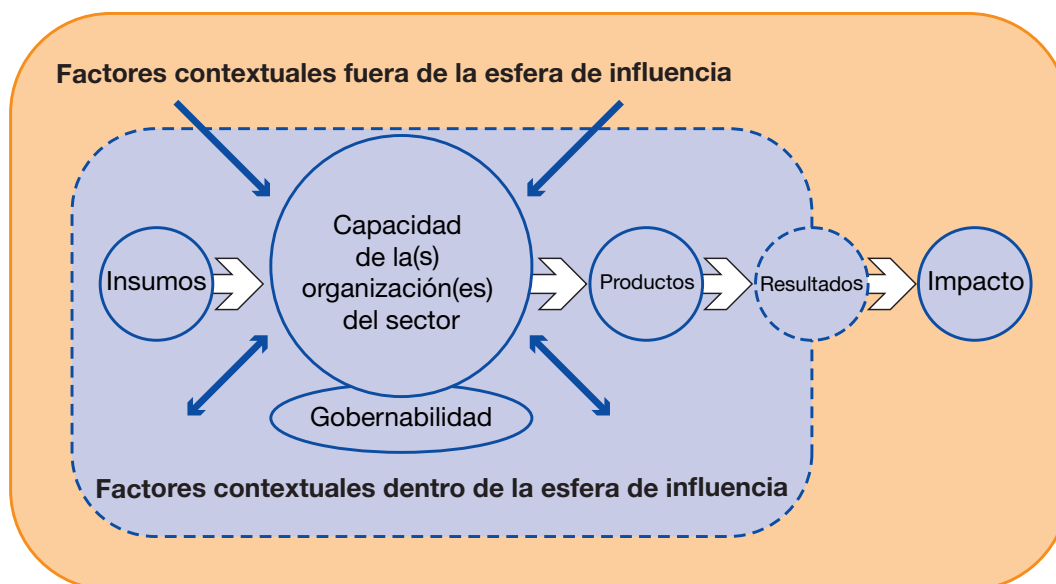 Factores contextuales fuera de la esfera de influencia
Capacidad
de la(s)
organización(es)
del sector
Insumos
Productos
Resultados
Impacto
Gobernabilidad
Factores contextuales dentro de la esfera de influencia